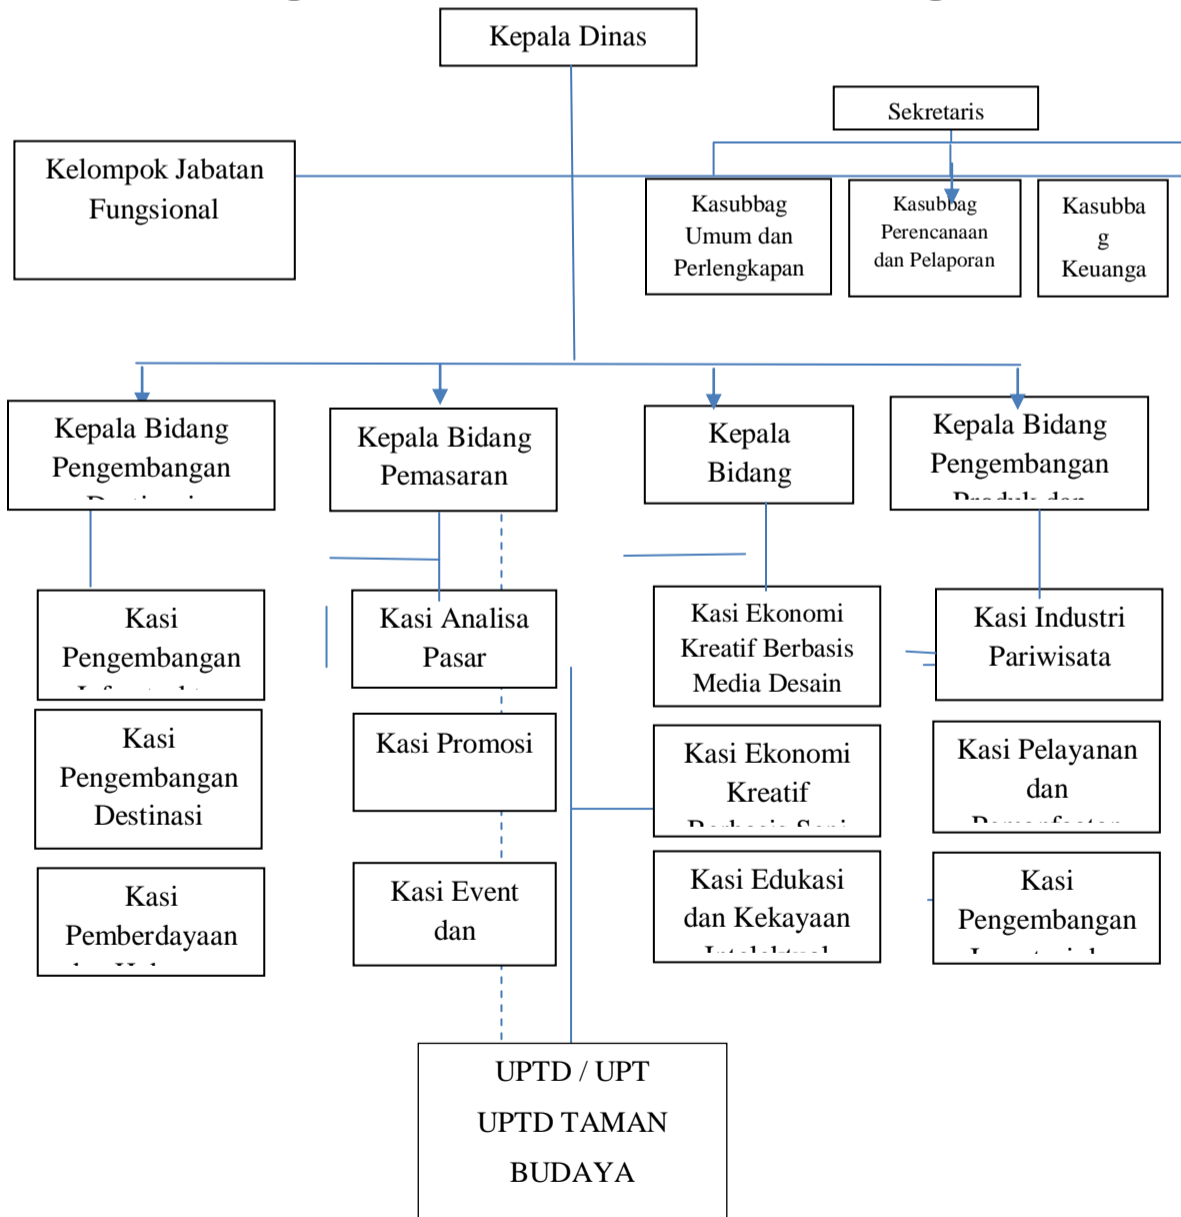 Kepala Dinas
Sekretaris
Kelompok Jabatan
Fungsional
Kasubbag
Umum dan
Perlengkapan
Kasubbag
Perencanaan
dan Pelaporan
Kasubba
g
Keuanga
Kepala Bidang
Pengembangan
Kepala Bidang
Pemasaran
Kepala
Bidang
Kepala Bidang
Pengembangan
Kasi
Pengembangan
Kasi Analisa
Pasar
Kasi Ekonomi
Kreatif Berbasis
Media Desain
Kasi Industri
Pariwisata
Kasi
Pengembangan
Destinasi
Kasi Promosi
Kasi Ekonomi
Kreatif
Kasi Pelayanan
dan
Kasi
Pemberdayaan
Kasi Event
dan
Kasi Edukasi
dan Kekayaan
Kasi
Pengembangan
UPTD / UPT
UPTD TAMAN
BUDAYA